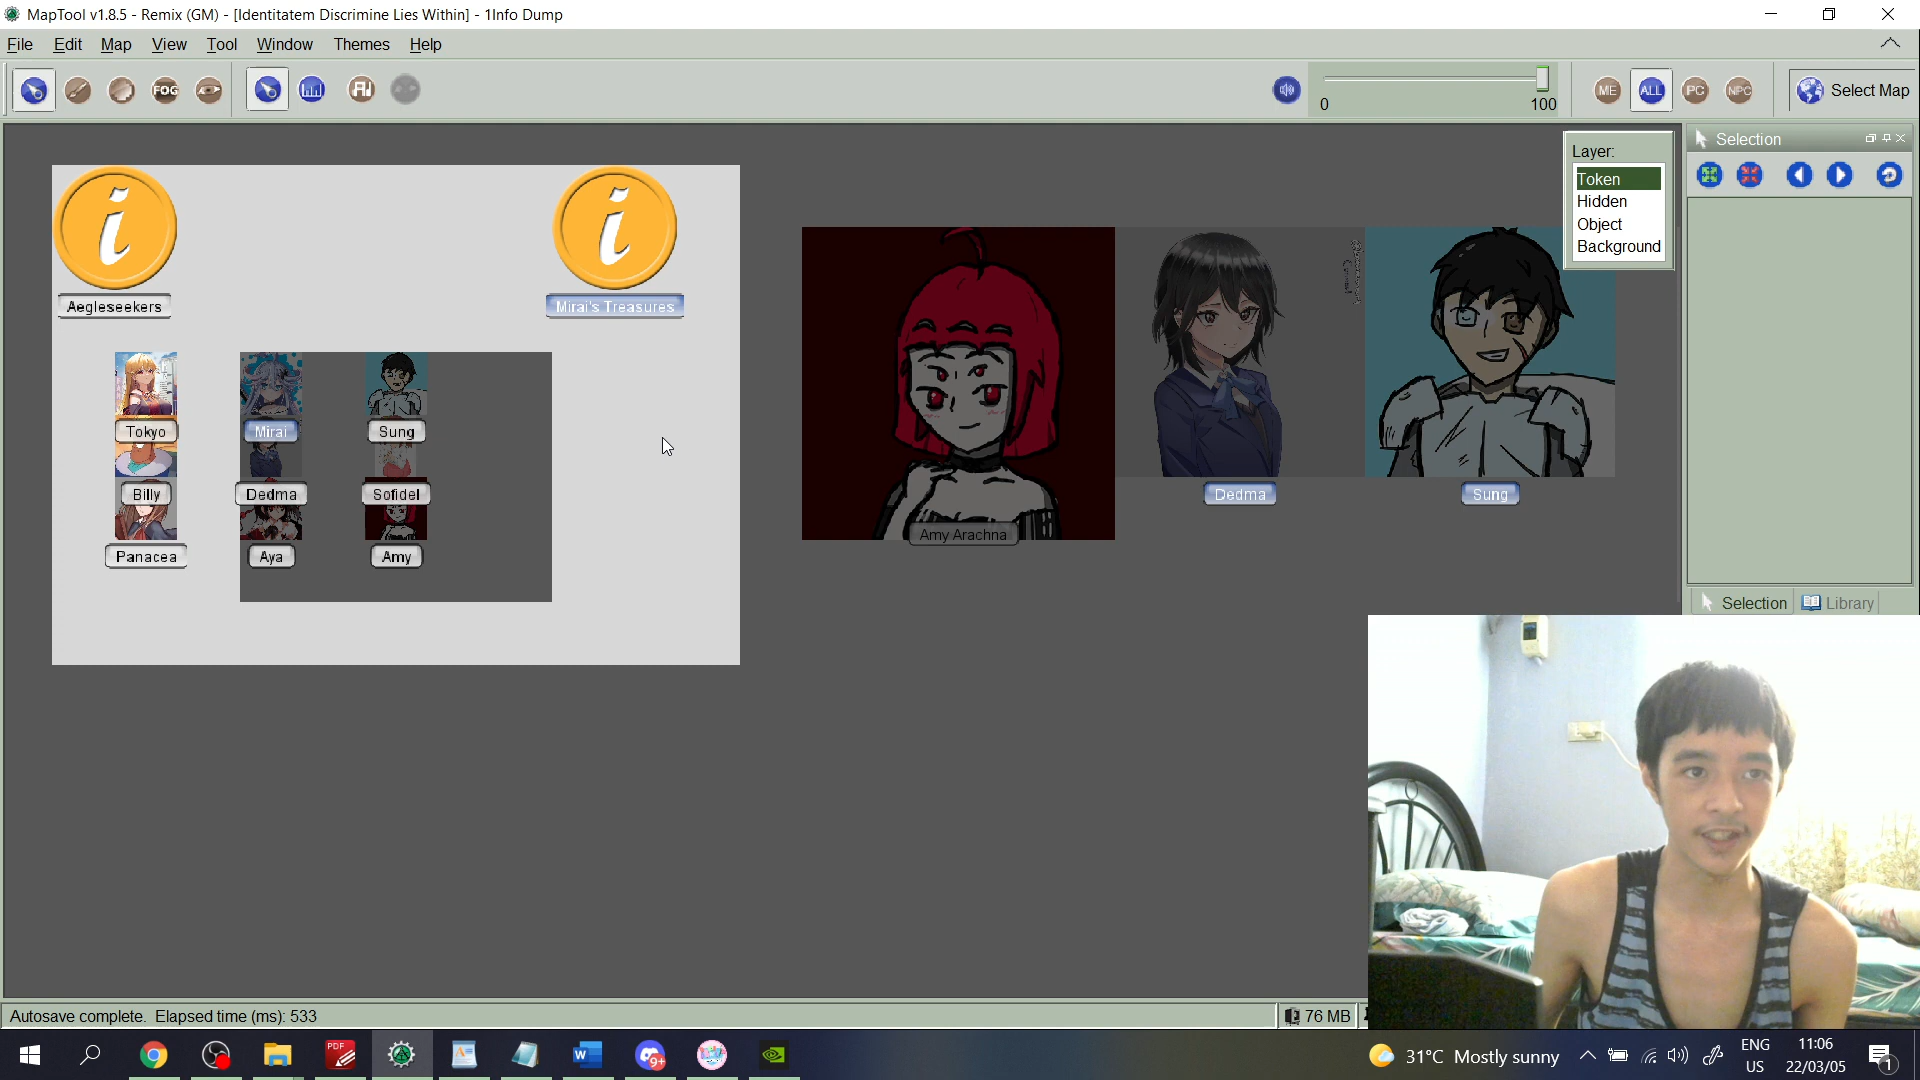 MapTool v1.8.5 - Remix (GM) - [Identitatem Discrimine Lies Within] - 1Info Dump
File Edit Map View Tool Window Themes Help
FOG
0 100
ME ALL PC NPC
Select Map
Layer:
Token
Hidden
Object
Background
Selection
i
i
Aegleseekers
Mirai's Treasures
Tokyo
Mirai
Sung
Billy
Dedma
Sofidel
Panacea
Aya
Amy
Amy Arachna
Dedma
Sung
Selection Library
Autosave complete. Elapsed time (ms): 533
76 MB
PDF
W
9+
31°C Mostly sunny
ENG
US
11:06
22/03/05
1